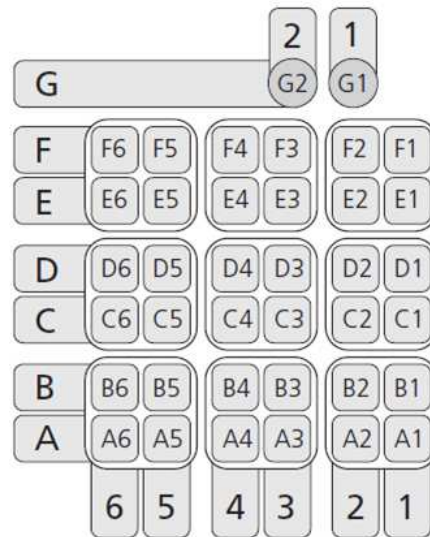 2 1
G G2 G1
F F6 F5 F4 F3 F2 F1
E E6 E5 E4 E3 E2 E1
D D6 D5 D4 D3 D2 D1
C C6 C5 C4 C3 C2 C1
B B6 B5 B4 B3 B2 B1
A A6 A5 A4 A3 A2 A1
6 5 4 3 2 1